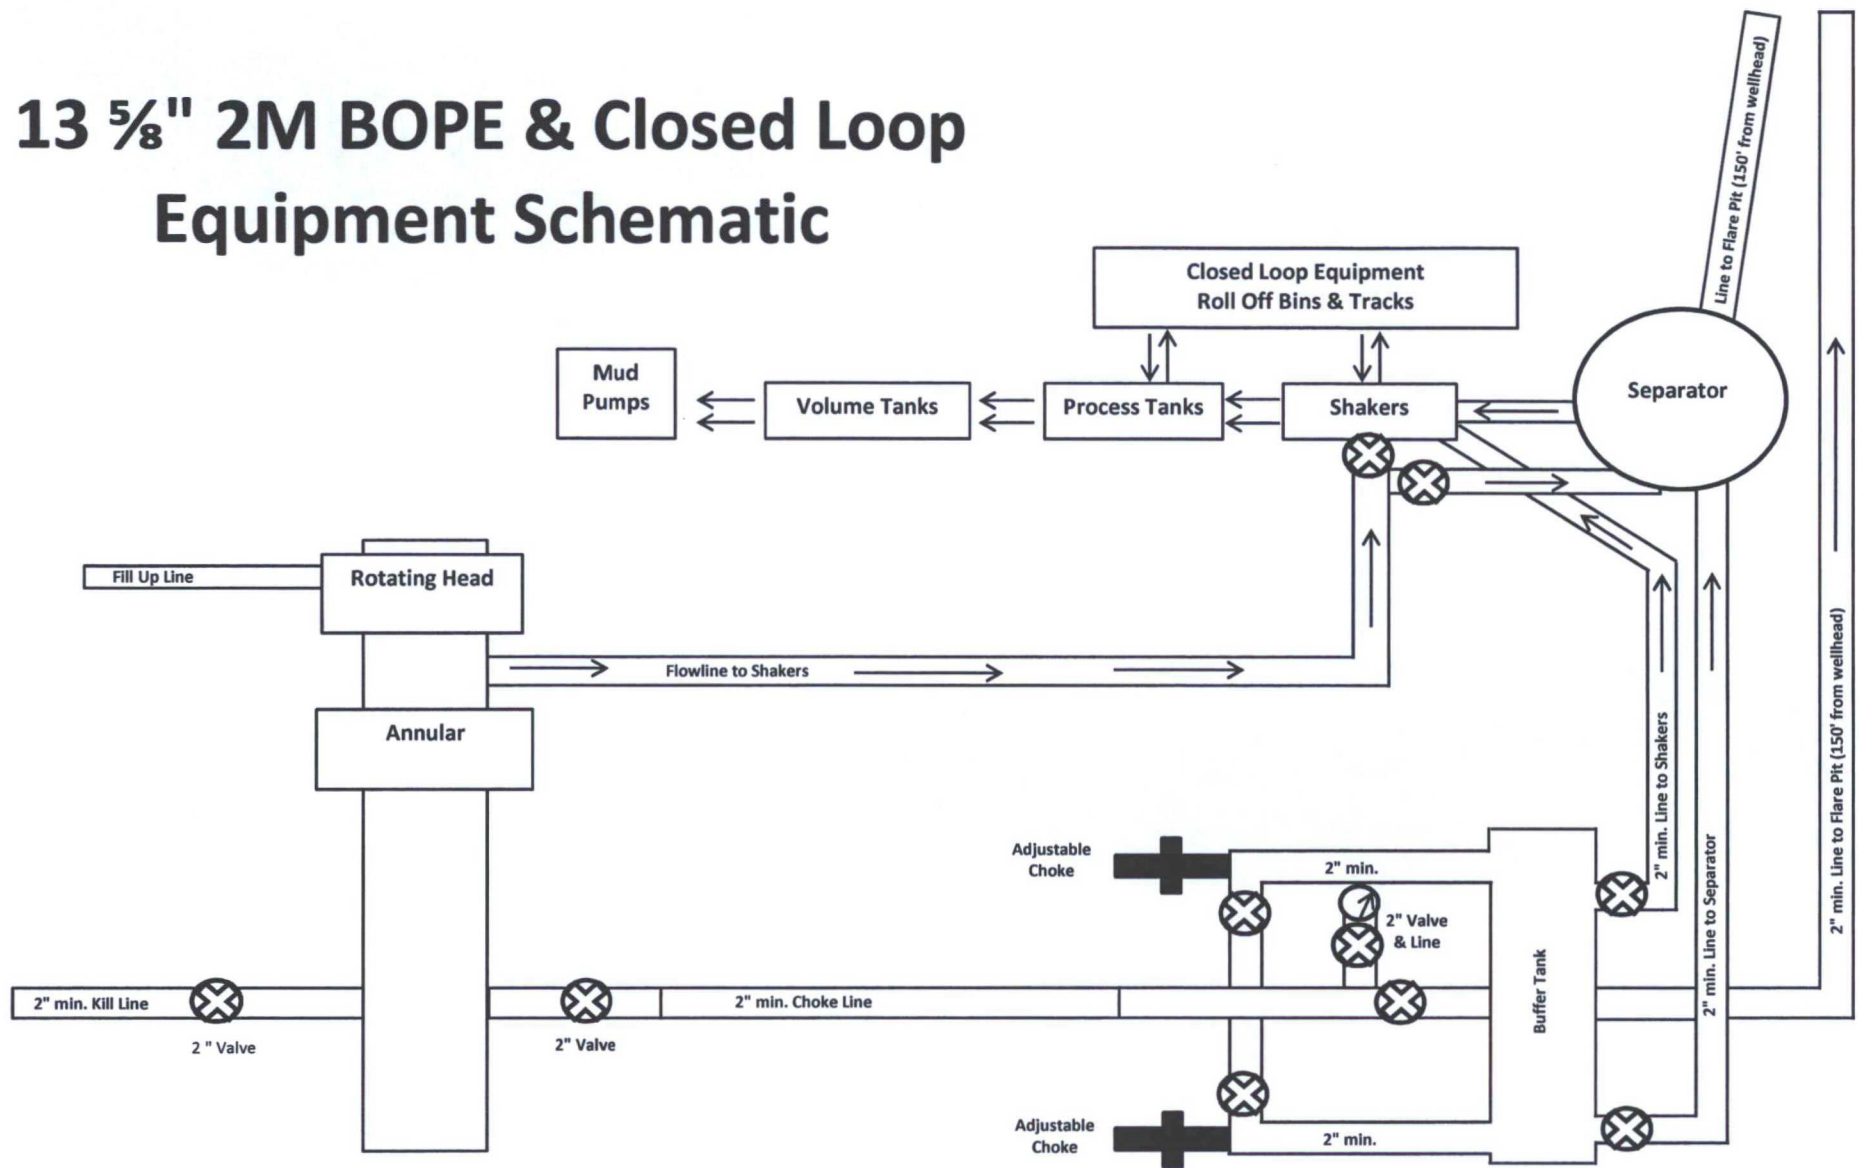 13 ⅝" 2M BOPE & Closed Loop
Equipment Schematic
Line to Flare Pit (150' from wellhead)
Closed Loop Equipment
Roll Off Bins & Tracks
Mud
Pumps
Volume Tanks
Process Tanks
Shakers
Separator
Fill Up Line
Rotating Head
Flowline to Shakers
Annular
2" min. Line to Shakers
2" min. Line to Separator
2" min. Line to Flare Pit (150' from wellhead)
Adjustable
Choke
2" min.
2" Valve
& Line
Buffer Tank
2" min. Kill Line
2" min. Choke Line
2 " Valve
2" Valve
Adjustable
Choke
2" min.